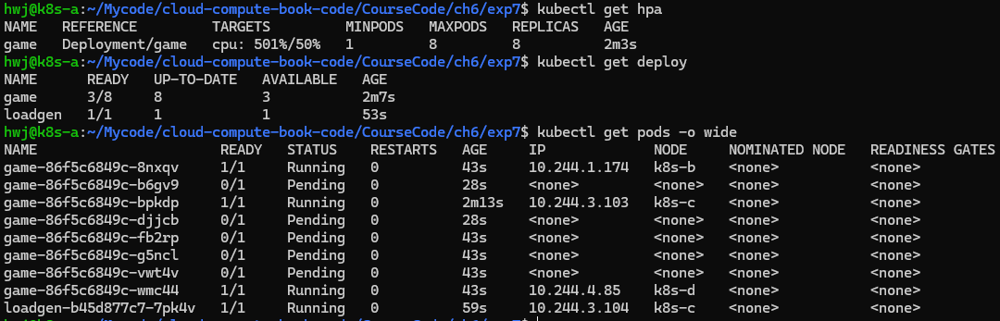 hwj@k8s-a:~/Mycode/cloud-compute-book-code/CourseCode/ch6/exp7$ kubectl get hpa
NAME REFERENCE TARGETS MINPODS MAXPODS REPLICAS AGE
game Deployment/game cpu: 501%/50% 1 8 8 2m3s
hwj@k8s-a:~/Mycode/cloud-compute-book-code/CourseCode/ch6/exp7$ kubectl get deploy
NAME READY UP-TO-DATE AVAILABLE AGE
game 3/8 8 3 2m7s
loadgen 1/1 1 1 53s
hwj@k8s-a:~/Mycode/cloud-compute-book-code/CourseCode/ch6/exp7$ kubectl get pods -o wide
NAME READY STATUS RESTARTS AGE IP NODE NOMINATED NODE READINESS GATES
game-86f5c6849c-8nxqv 1/1 Running 0 43s 10.244.1.174 k8s-b <none> <none>
game-86f5c6849c-b6gv9 0/1 Pending 0 28s <none> <none> <none> <none>
game-86f5c6849c-bpkdp 1/1 Running 0 2m13s 10.244.3.103 k8s-c <none> <none>
game-86f5c6849c-djjcb 0/1 Pending 0 28s <none> <none> <none> <none>
game-86f5c6849c-fb2rp 0/1 Pending 0 43s <none> <none> <none> <none>
game-86f5c6849c-g5ncl 0/1 Pending 0 43s <none> <none> <none> <none>
game-86f5c6849c-vwt4v 0/1 Pending 0 43s <none> <none> <none> <none>
game-86f5c6849c-wmc44 1/1 Running 0 43s 10.244.4.85 k8s-d <none> <none>
loadgen-b45d877c7-7pk4v 1/1 Running 0 59s 10.244.3.104 k8s-c <none> <none>